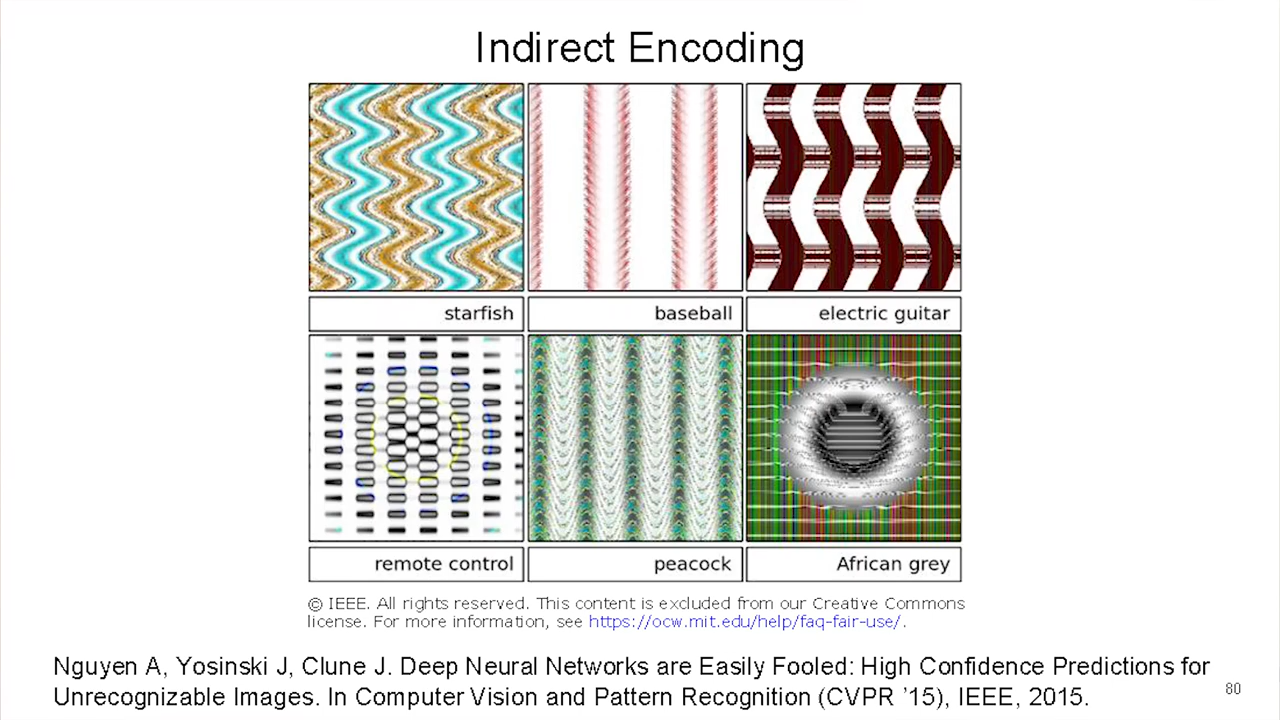 Indirect Encoding
starfish
baseball
electric guitar
remote control
peacock
African grey
© IEEE. All rights reserved. This content is excluded from our Creative Commons
license. For more information, see https://ocw.mit.edu/help/faq-fair-use/.
Nguyen A, Yosinski J, Clune J. Deep Neural Networks are Easily Fooled: High Confidence Predictions for
Unrecognizable Images. In Computer Vision and Pattern Recognition (CVPR ’15), IEEE, 2015.
80